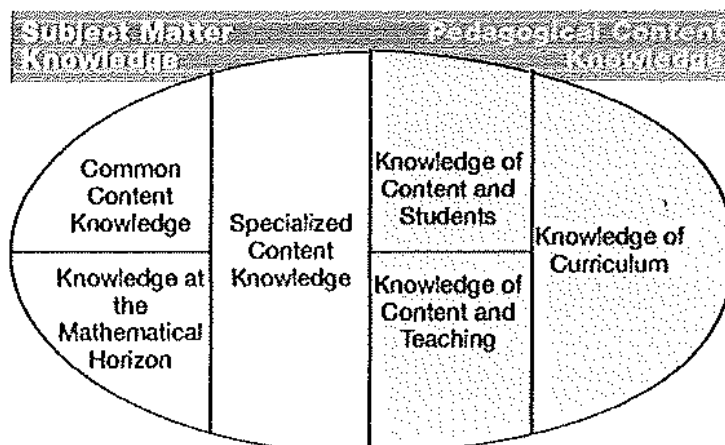 Subject Matter
Knowledge
Pedagogical Content
Knowledge
Common
Content
Knowledge
Knowledge at
the
Mathematical
Horizon
Specialized
Content
Knowledge
Knowledge of
Content and
Students
Knowledge of
Content and
Teaching
Knowledge of
Curriculum